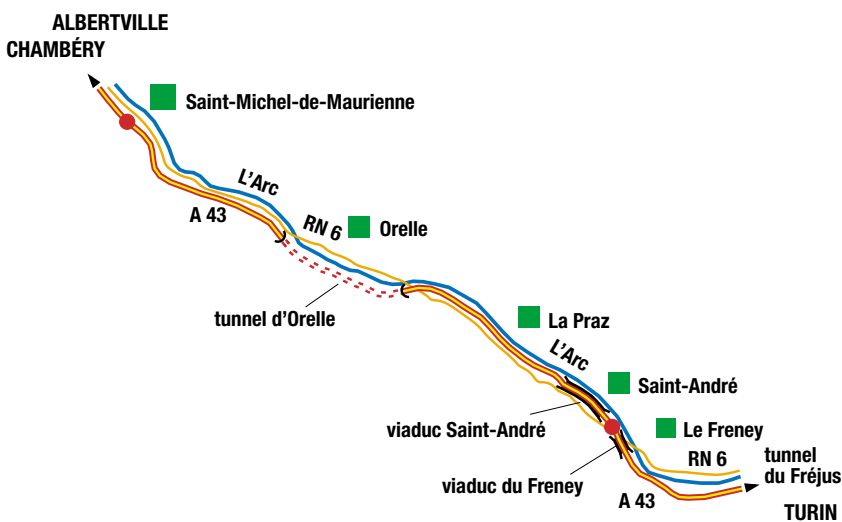 ALBERTVILLE
CHAMBÉRY
Saint-Michel-de-Maurienne
L'Arc
A 43
RN 6
Orelle
tunnel d'Orelle
La Praz
L'Arc
Saint-André
viaduc Saint-André
Le Freney
RN 6
tunnel
du Fréjus
viaduc du Freney
A 43
TURIN